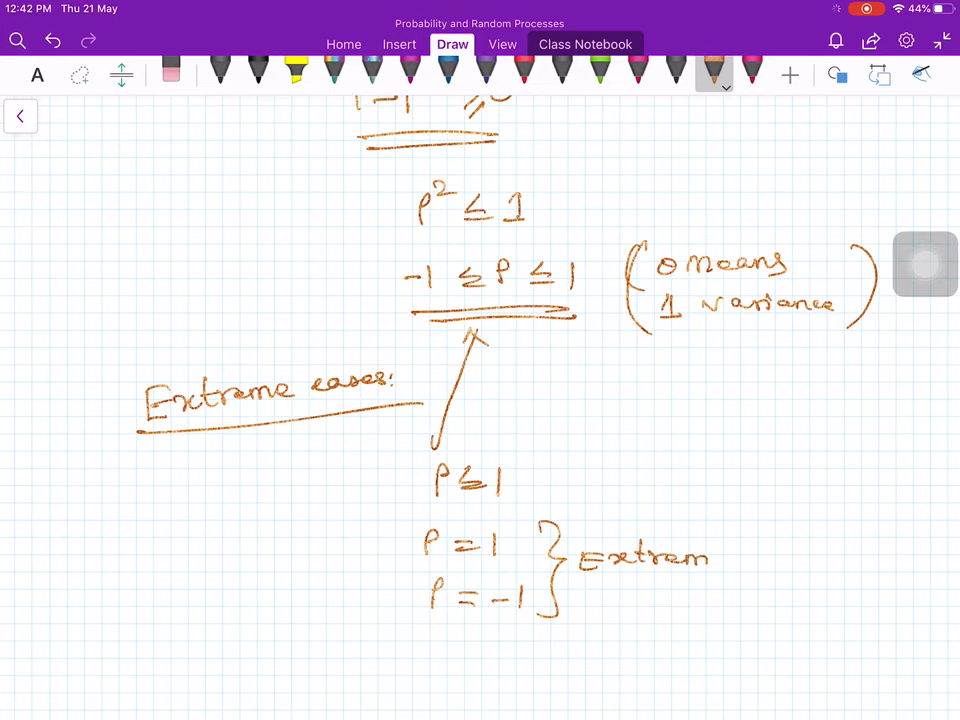 12:42 PM Thu 21 May
44%
Probability and Random Processes
Home Insert Draw View Class Notebook
A
ρ² ≤ 1
-1 ≤ ρ ≤ 1 (0 Means
1 variance)
Extreme cases:
ρ ≤ 1
ρ = 1
ρ = -1 } Extrem